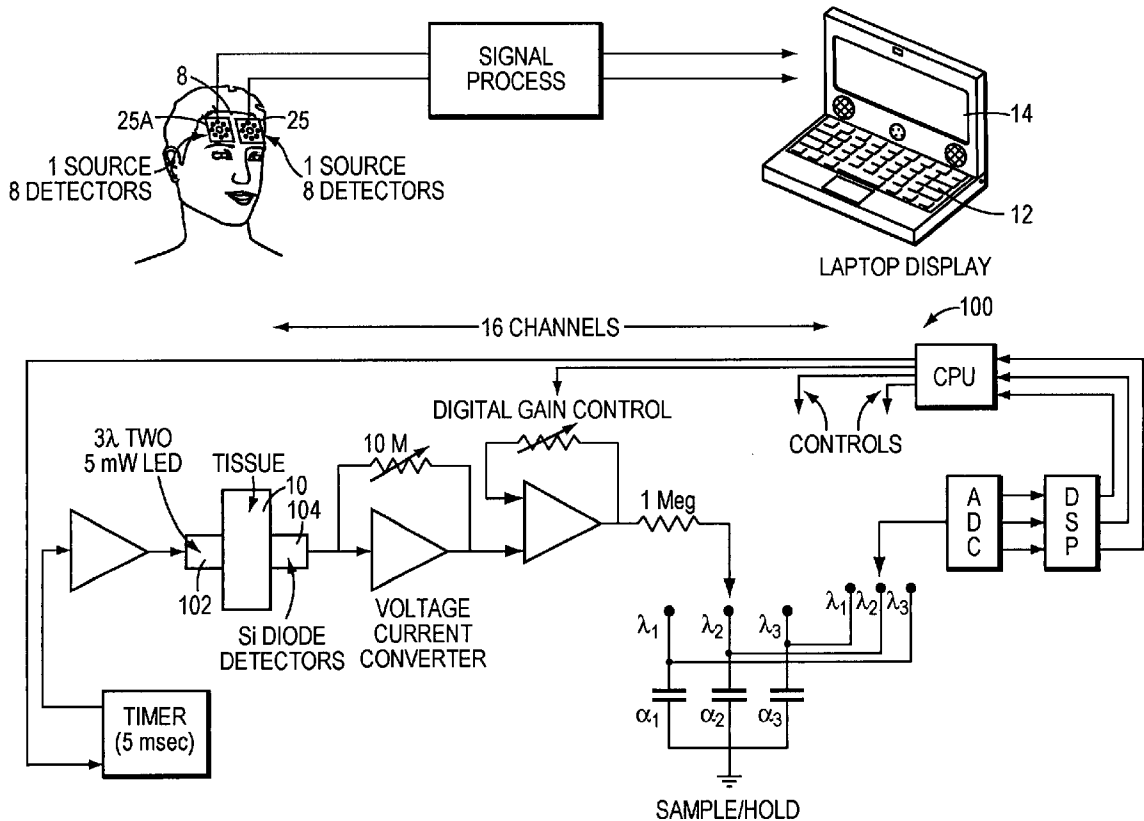 SIGNAL
PROCESS
8
25A
25
1 SOURCE
8 DETECTORS
1 SOURCE
8 DETECTORS
14
12
LAPTOP DISPLAY
16 CHANNELS
100
CPU
DIGITAL GAIN CONTROL
CONTROLS
3λ TWO
5 mW LED
TISSUE
10
104
10 M
1 Meg
A
D
C
D
S
P
102
Si DIODE
DETECTORS
VOLTAGE
CURRENT
CONVERTER
λ1
λ2
λ3
λ1
λ2
λ3
α1
α2
α3
TIMER
(5 msec)
SAMPLE/HOLD